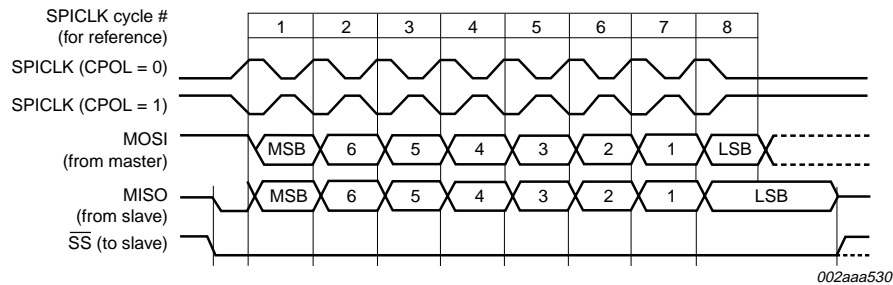 SPICLK cycle #
(for reference)
1 2 3 4 5 6 7 8
SPICLK (CPOL = 0)
SPICLK (CPOL = 1)
MOSI
(from master)
MSB 6 5 4 3 2 1 LSB
MISO
(from slave)
MSB 6 5 4 3 2 1 LSB
SS (to slave)
002aaa530